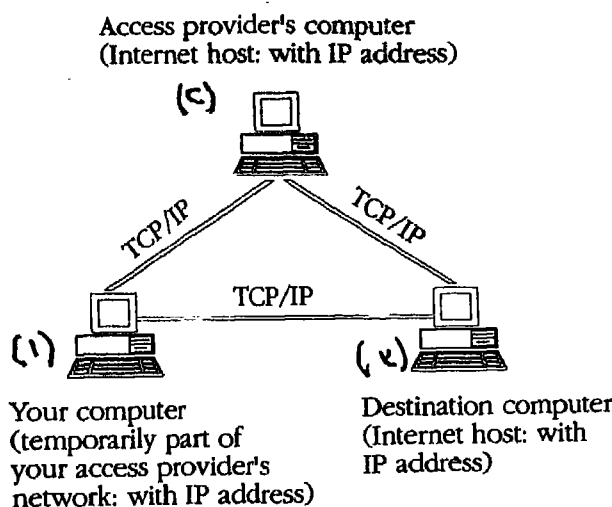 Access provider's computer
(Internet host: with IP address)
(c)
TCP/IP
TCP/IP
TCP/IP
(1)
Your computer
(temporarily part of
your access provider's
network: with IP address)
Destination computer
(Internet host: with
IP address)